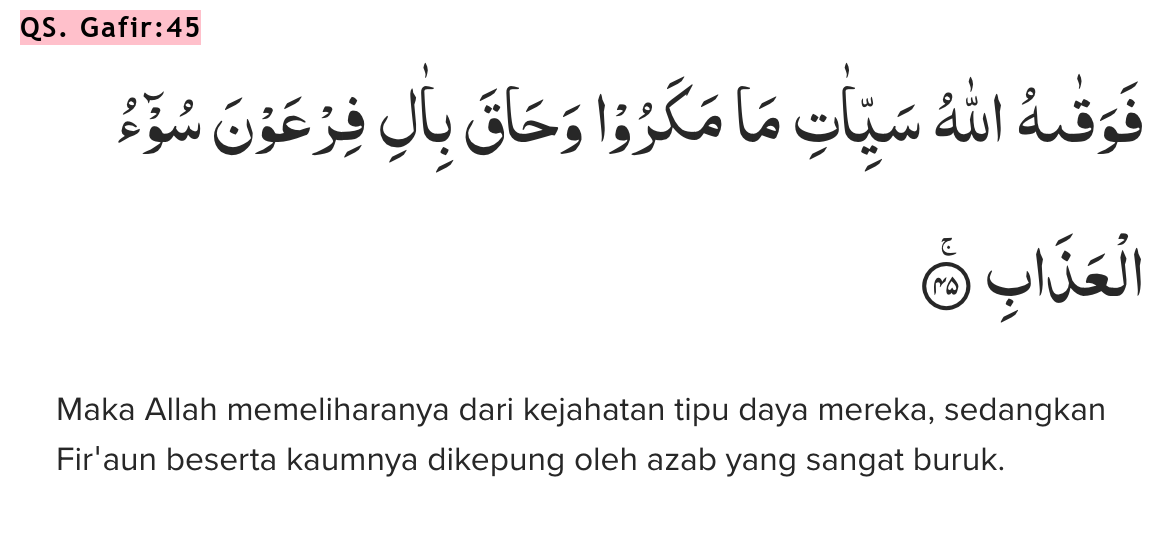 QS. Gafir:45
فَوَقٰىهُ اللّٰهُ سَيِّاٰتِ مَا مَكَرُوْا وَحَاقَ بِاٰلِ فِرْعَوْنَ سُوْۤءُ
الْعَذَابِ ۚ ۴۵
Maka Allah memeliharanya dari kejahatan tipu daya mereka, sedangkan
Fir'aun beserta kaumnya dikepung oleh azab yang sangat buruk.